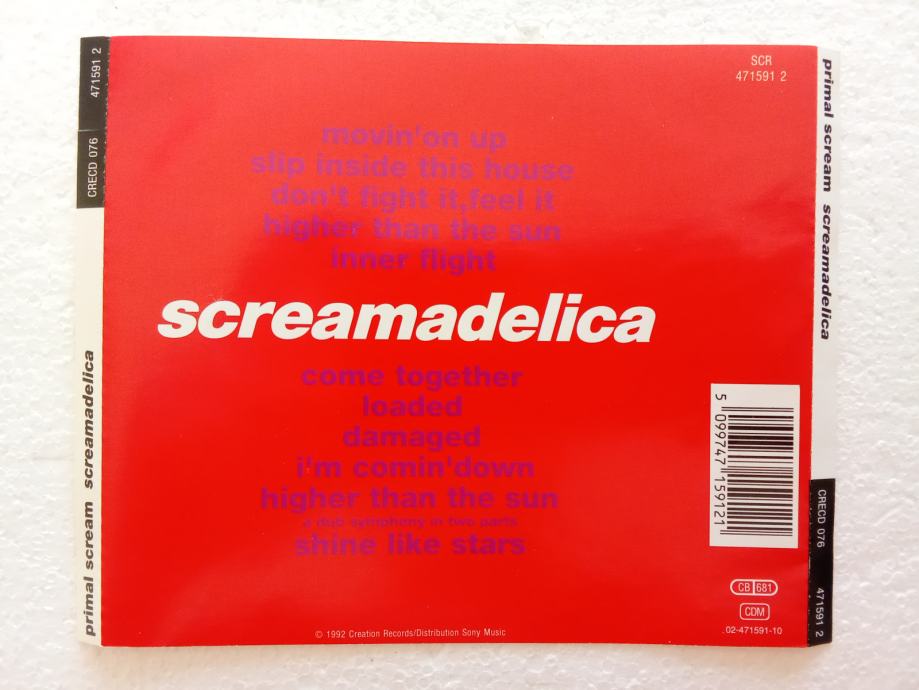 SCR
471591 2
movin'on up
slip inside this house
don't fight it,feel it
higher than the sun
inner flight
screamadelica
come together
loaded
damaged
i'm comin'down
higher than the sun
a dub symphony in two parts
shine like stars
5 099747 159121
CB 681
CDM
02-471591-10
© 1992 Creation Records/Distribution Sony Music
primal scream screamadelica
CRECD 076
471591 2
primal scream screamadelica
CRECD 076
471591 2